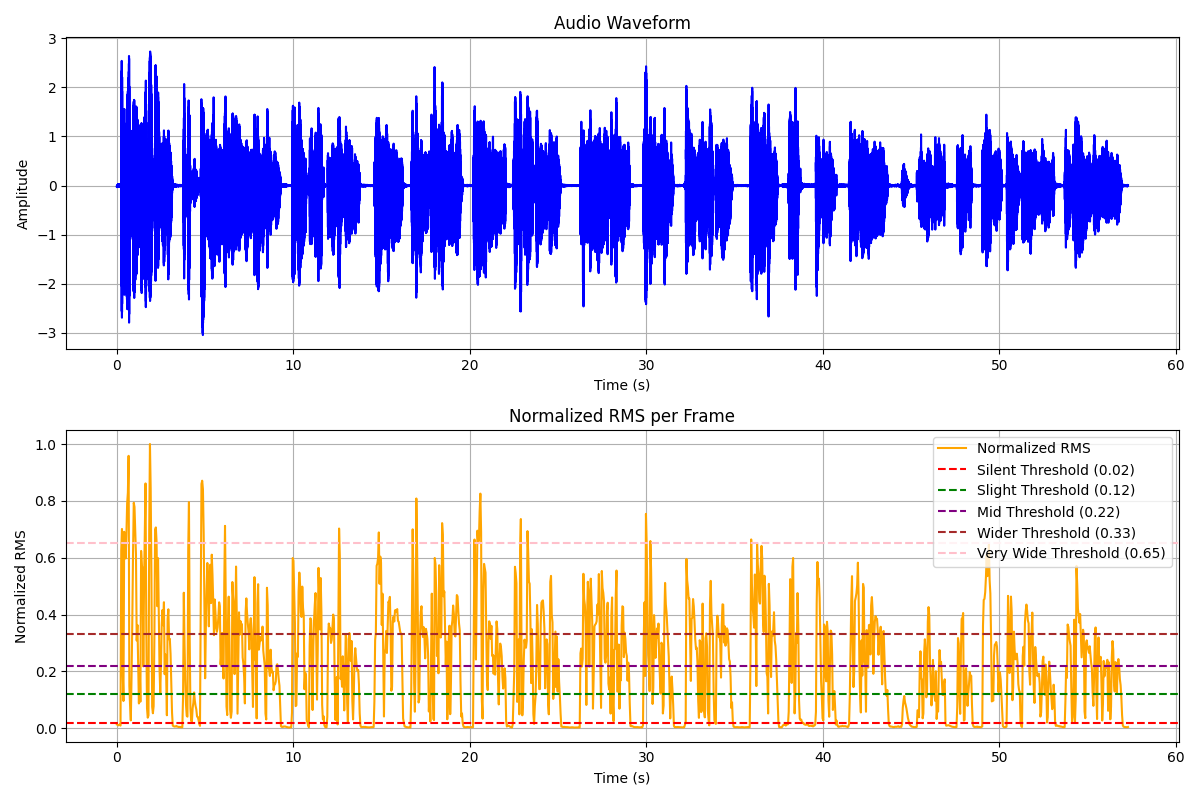 Audio Waveform
3
2
1
0
−1
−2
−3
Amplitude
0 10 20 30 40 50 60
Time (s)
Normalized RMS per Frame
1.0
0.8
0.6
0.4
0.2
0.0
Normalized RMS
Normalized RMS
Silent Threshold (0.02)
Slight Threshold (0.12)
Mid Threshold (0.22)
Wider Threshold (0.33)
Very Wide Threshold (0.65)
0 10 20 30 40 50 60
Time (s)